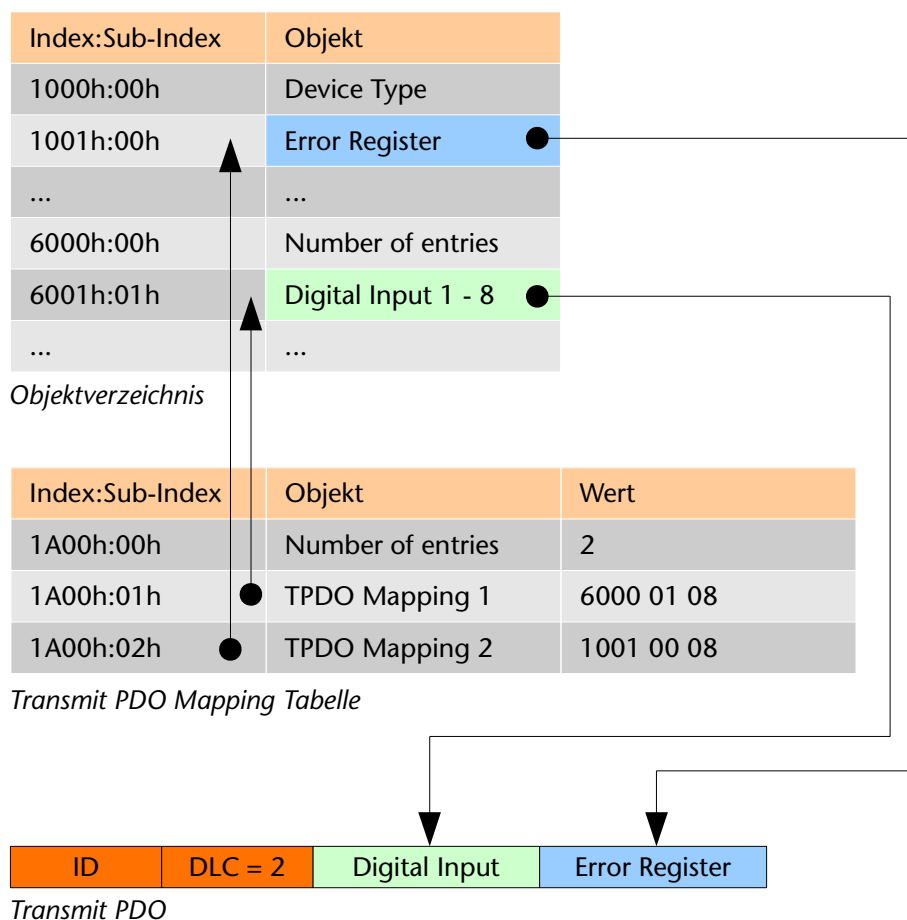 Index:Sub-Index Objekt
1000h:00h Device Type
1001h:00h Error Register
... ...
6000h:00h Number of entries
6001h:01h Digital Input 1 - 8
... ...
Objektverzeichnis
Index:Sub-Index Objekt Wert
1A00h:00h Number of entries 2
1A00h:01h TPDO Mapping 1 6000 01 08
1A00h:02h TPDO Mapping 2 1001 00 08
Transmit PDO Mapping Tabelle
ID DLC = 2 Digital Input Error Register
Transmit PDO